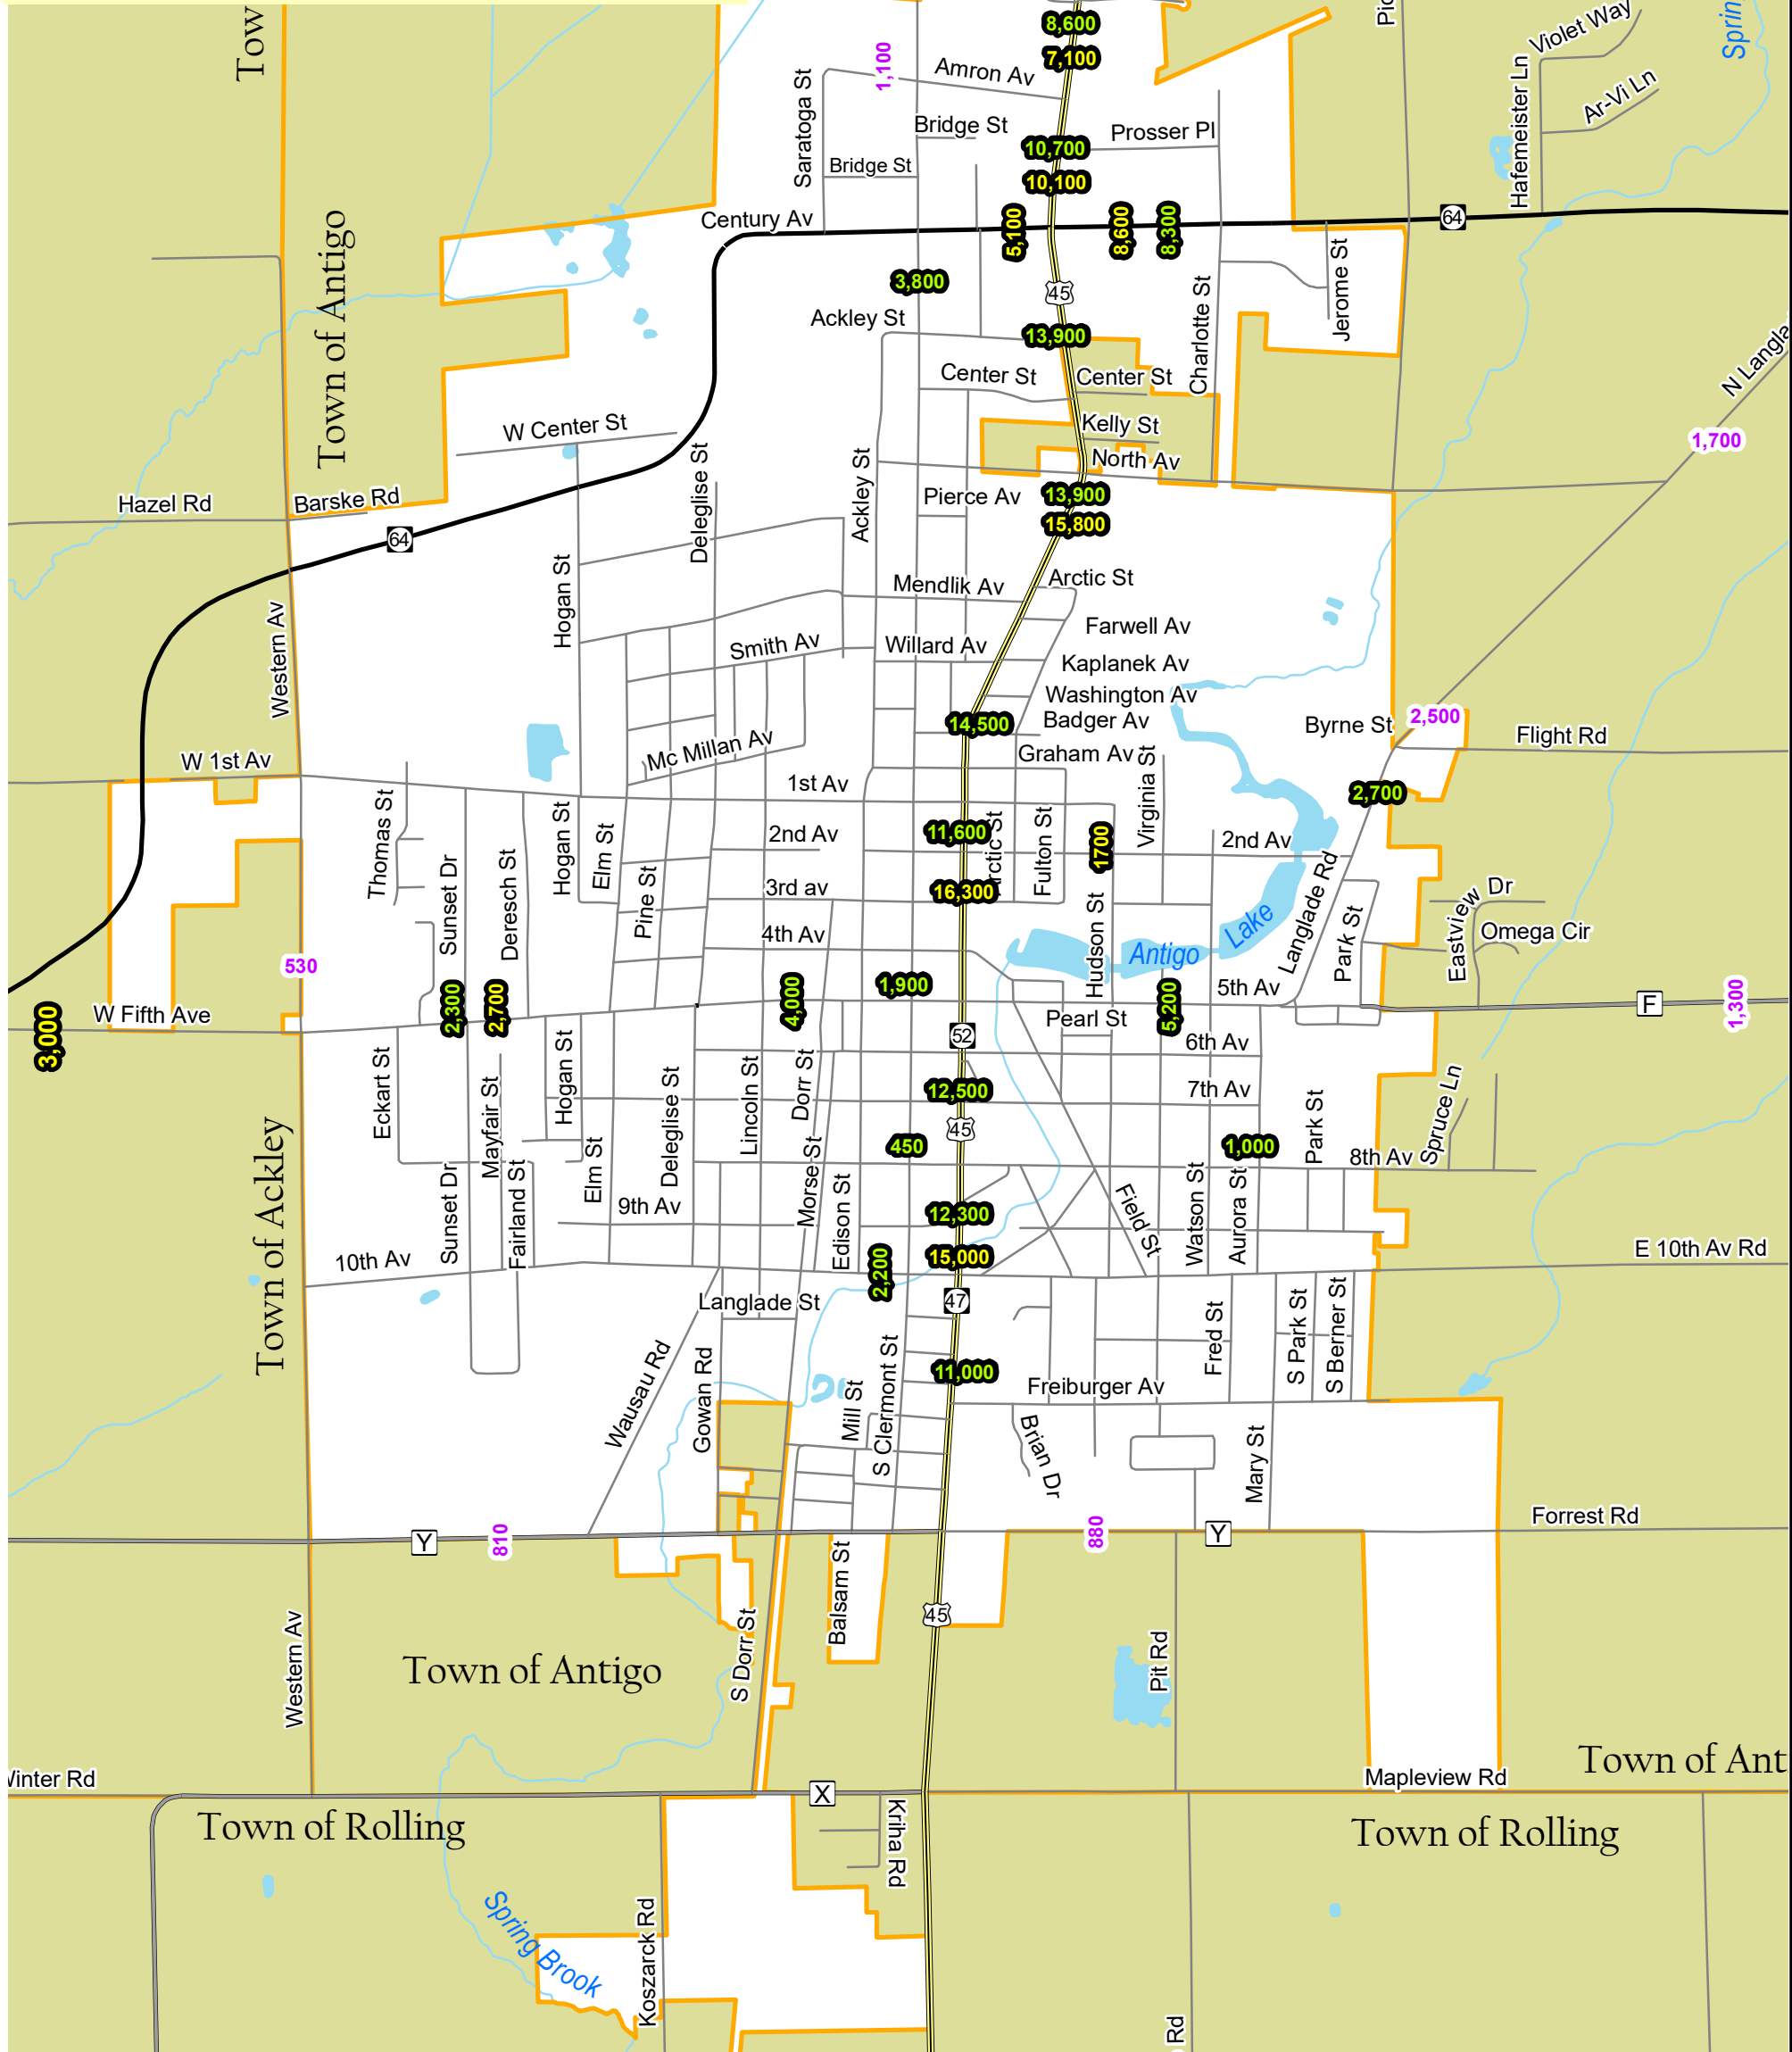 Tow
8,600
Pic
Violet Way
Sprin
1,100
7,100
Amron Av
Saratoga St
Hafemeister Ln
Ar-Vi Ln
Bridge St
Prosser Pl
10,700
Bridge St
10,100
Century Av
5,100
8,600
8,300
64
Town of Antigo
3,800
45
Jerome St
Ackley St
13,900
Charlotte St
N Langla
Center St
Center St
W Center St
Kelly St
1,700
North Av
Deleglise St
Ackley St
Hazel Rd
Barske Rd
Pierce Av
13,900
15,800
64
Hogan St
Mendlik Av
Arctic St
Farwell Av
Western Av
Smith Av
Willard Av
Kaplanek Av
Washington Av
14,500
Badger Av
Byrne St
2,500
Flight Rd
W 1st Av
Mc Millan Av
Graham Av
Virginia St
1st Av
2,700
Thomas St
Hogan St
Elm St
2nd Av
11,600
Arctic St
Fulton St
1700
2nd Av
Sunset Dr
Deresch St
Pine St
3rd av
16,300
Hudson St
Langlade Rd
Park St
Eastview Dr
Omega Cir
4th Av
Antigo
Lake
530
2,300
2,700
4,000
1,900
5,200
5th Av
F
1,300
3,000
W Fifth Ave
Pearl St
52
6th Av
Eckart St
Mayfair St
Hogan St
Deleglise St
Lincoln St
Dorr St
12,500
7th Av
Park St
Spruce Ln
45
Town of Ackley
450
1,000
8th Av
Sunset Dr
Fairland St
Elm St
9th Av
Morse St
Edison St
12,300
Field St
Watson St
Aurora St
10th Av
2,200
15,000
E 10th Av Rd
Langlade St
47
Wausau Rd
Gowan Rd
Mill St
S Clermont St
11,000
Fred St
S Park St
S Berner St
Freiburger Av
Brian Dr
Mary St
Y
810
880
Y
Forrest Rd
Balsam St
45
Western Av
Town of Antigo
S Dorr St
Pit Rd
Winter Rd
X
Mapleview Rd
Town of Ant
Town of Rolling
Kriha Rd
Town of Rolling
Spring Brook
Koszarck Rd
Rd